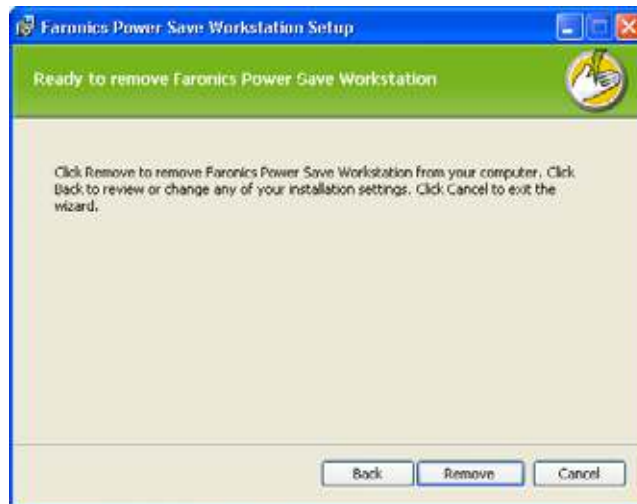 Faronics Power Save Workstation Setup
Ready to remove Faronics Power Save Workstation
Click Remove to remove Faronics Power Save Workstation from your computer. Click
Back to review or change any of your installation settings. Click Cancel to exit the
wizard.
Back Remove Cancel